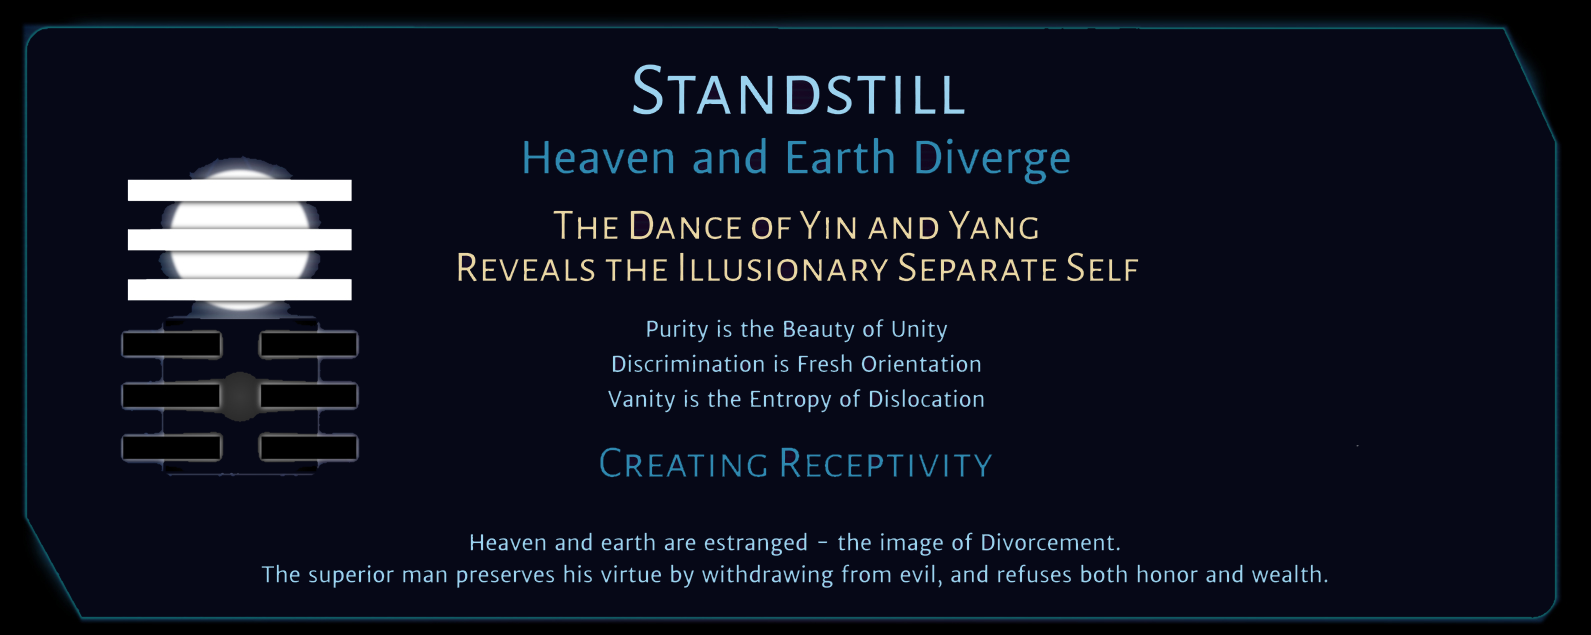 Standstill
Heaven and Earth Diverge
The Dance of Yin and Yang
Reveals the Illusionary Separate Self
Purity is the Beauty of Unity
Discrimination is Fresh Orientation
Vanity is the Entropy of Dislocation
Creating Receptivity
Heaven and earth are estranged - the image of Divorcement.
The superior man preserves his virtue by withdrawing from evil, and refuses both honor and wealth.